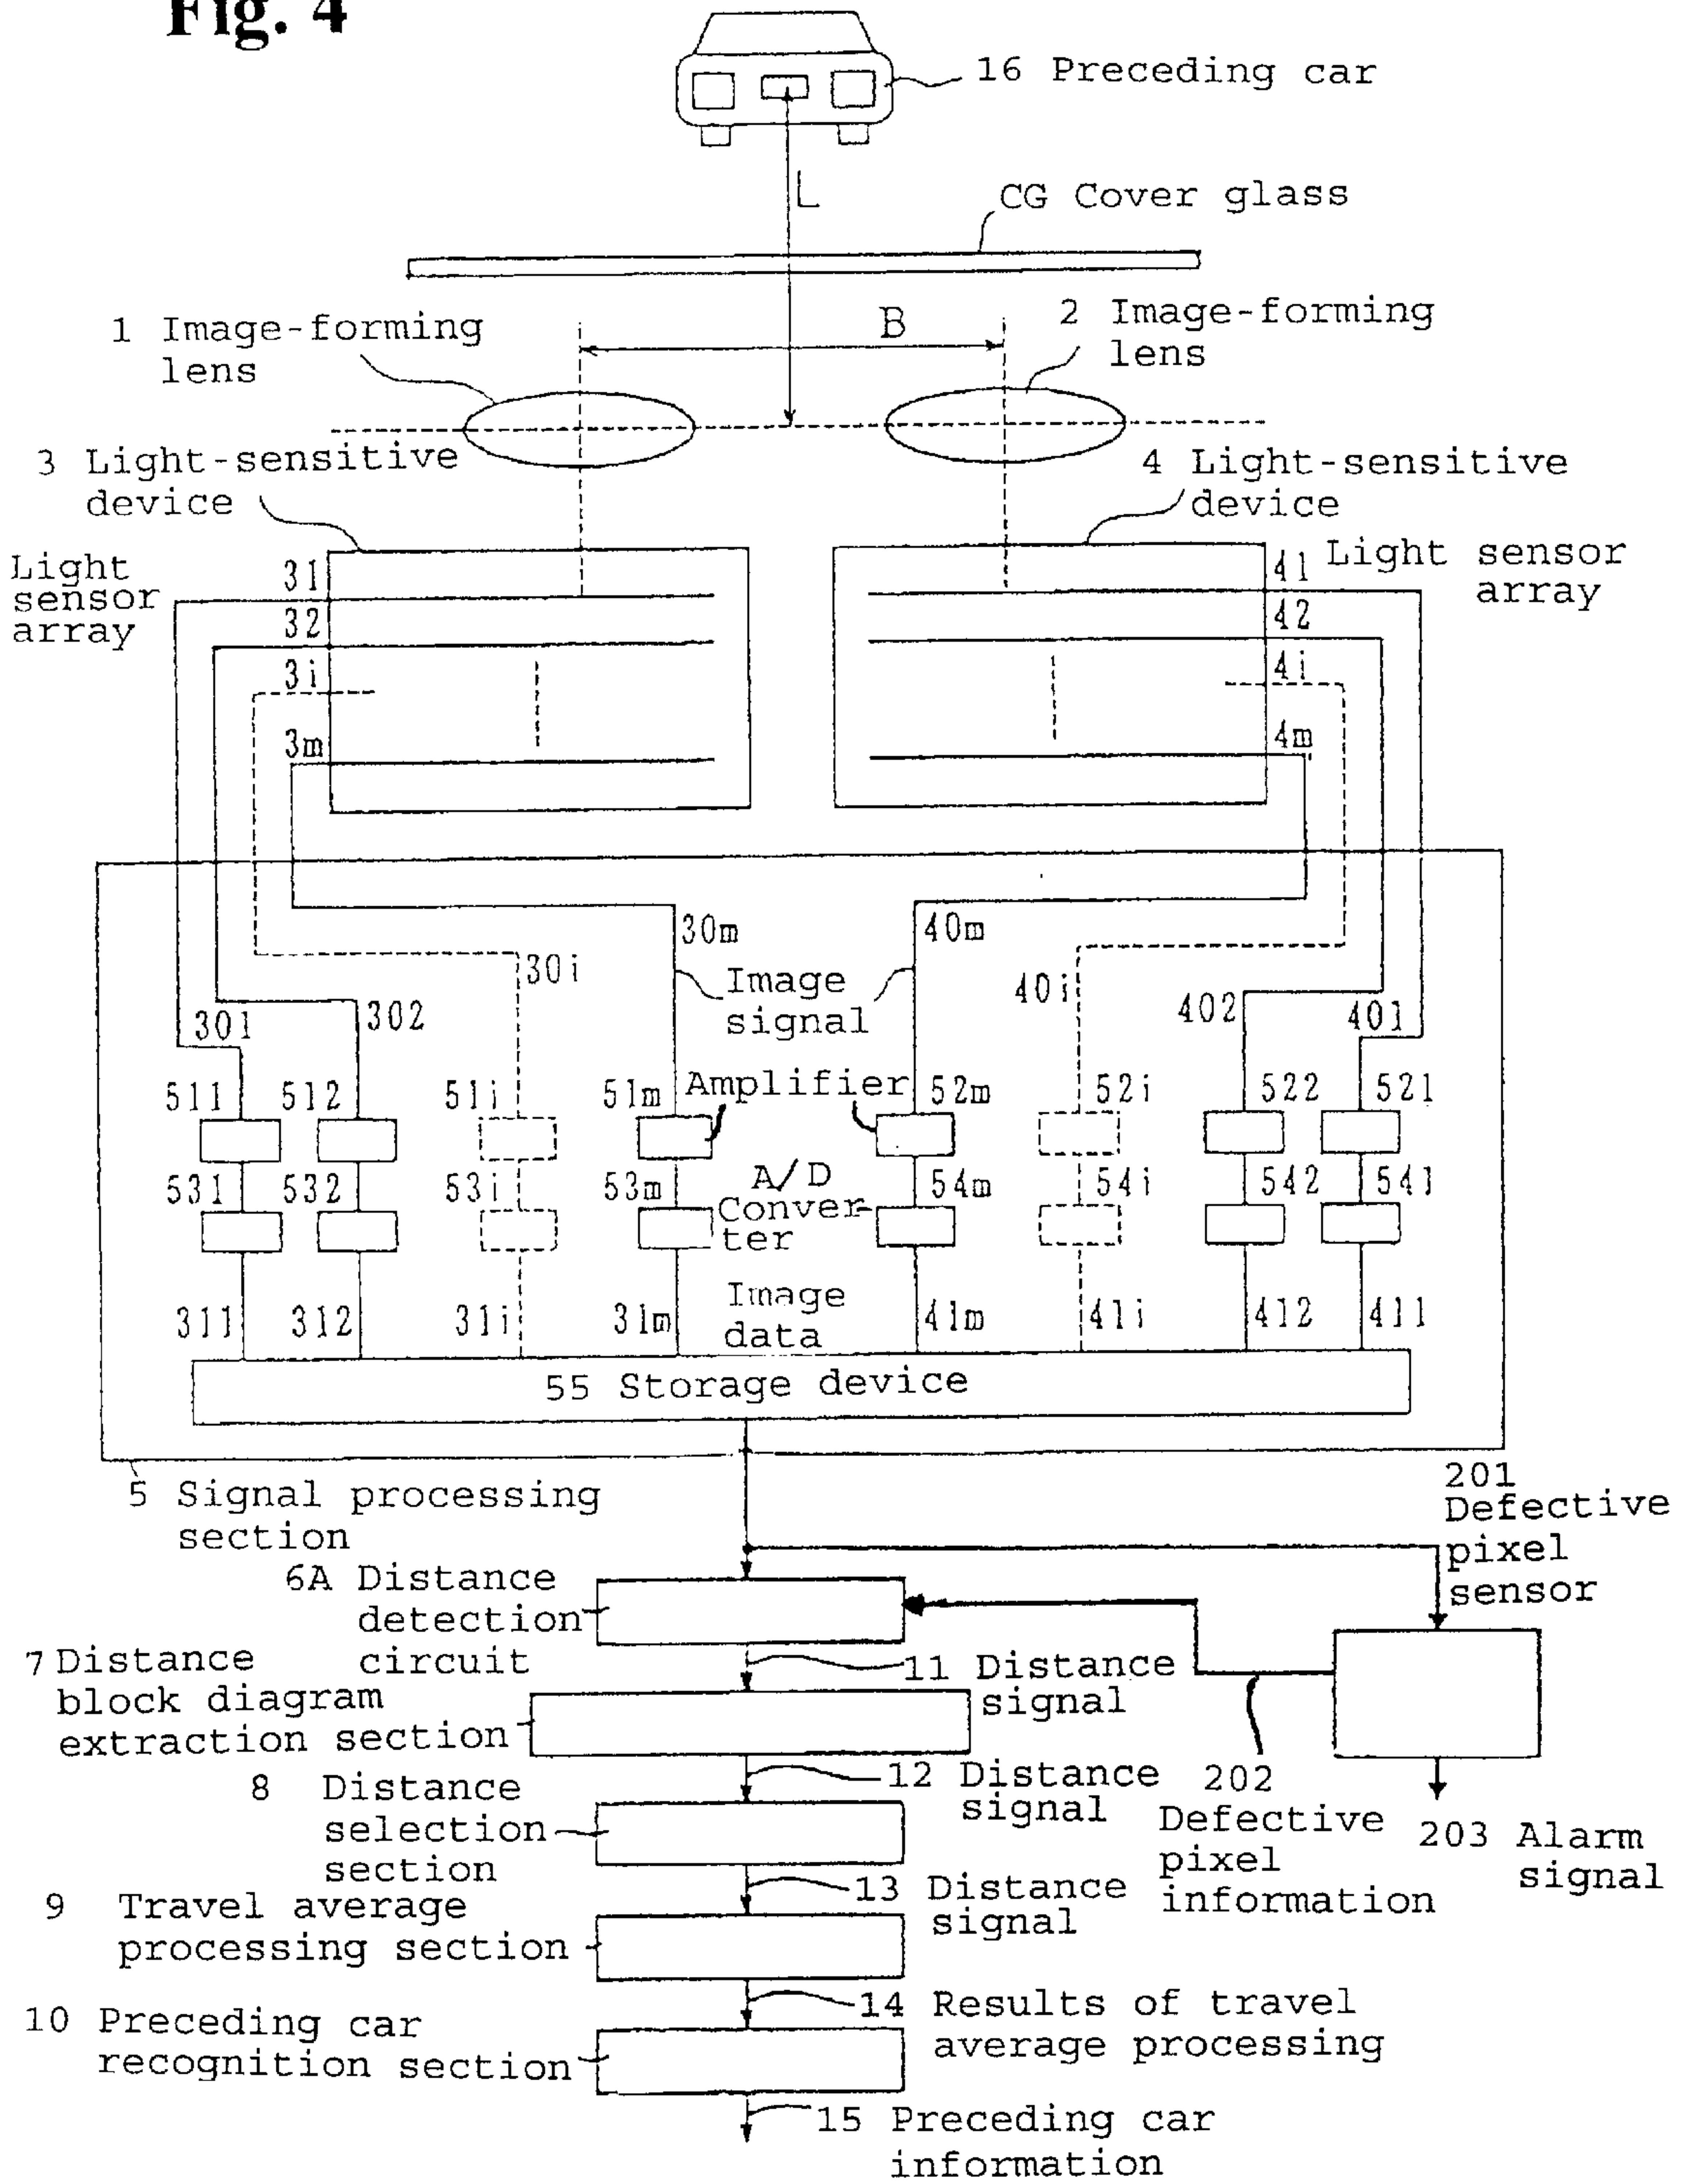 Fig. 4
16 Preceding car
L
CG Cover glass
B
1 Image-forming
lens
2 Image-forming
lens
3 Light-sensitive
device
4 Light-sensitive
device
Light
sensor
array
31
32
3i
3m
41
42
4i
4m
Light sensor
array
30m
40m
30i
40i
Image
signal
301
302
402
401
511
512
51i
51m
Amplifier
52m
52i
522
521
531
532
53i
53m
A/D
Conver-
ter
54m
54i
542
541
311
312
31i
31m
Image
data
41m
41i
412
411
55 Storage device
5 Signal processing
section
201
Defective
pixel
sensor
6A Distance
detection
circuit
11 Distance
signal
7 Distance
block diagram
extraction section
12 Distance
signal
202
Defective
pixel
information
203 Alarm
signal
8 Distance
selection
section
13 Distance
signal
9 Travel average
processing section
14 Results of travel
average processing
10 Preceding car
recognition section
15 Preceding car
information